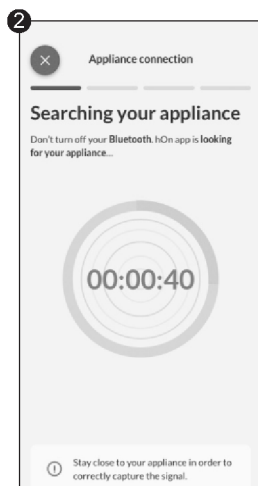 2
Appliance connection
Searching your appliance
Don't turn off your Bluetooth. hOn app is looking
for your appliance...
00:00:40
Stay close to your appliance in order to
correctly capture the signal.